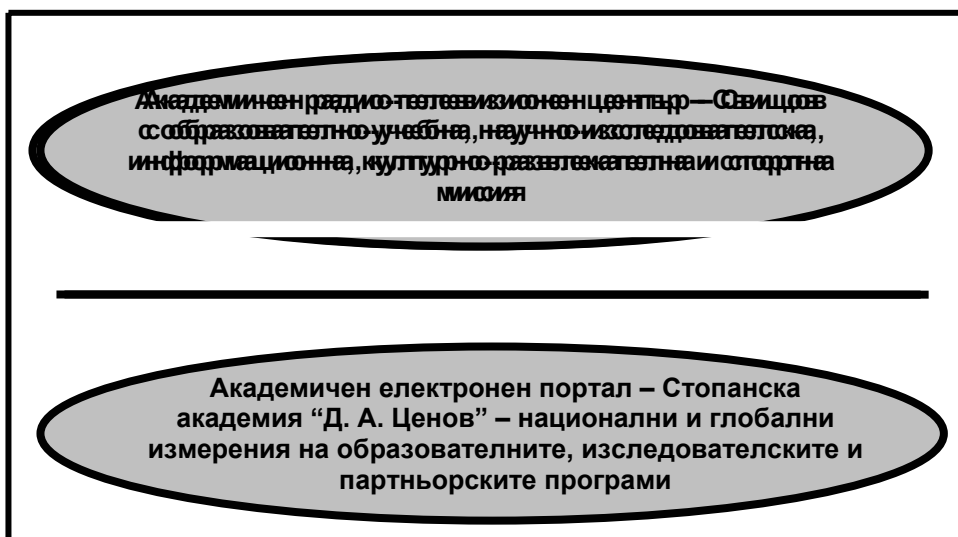 Академичен радио-телевизионен център – Свищов
с образователно-учебна, научно-изследователска,
информационна, културно-развлекателна и спортна
мисия
Академичен електронен портал – Стопанска
академия “Д. А. Ценов” – национални и глобални
измерения на образователните, изследователските и
партньорските програми